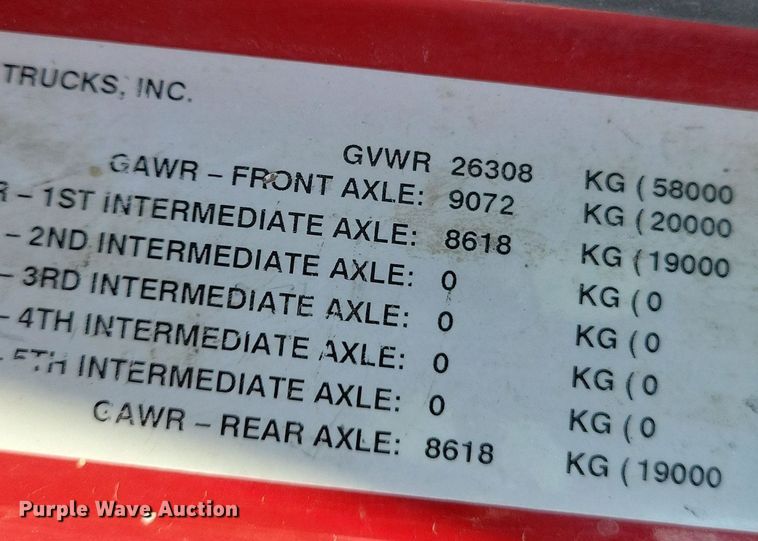 TRUCKS, INC.
GVWR 26308 KG ( 58000
GAWR – FRONT AXLE: 9072 KG ( 20000
R – 1ST INTERMEDIATE AXLE: 8618 KG ( 19000
– 2ND INTERMEDIATE AXLE: 0 KG ( 0
– 3RD INTERMEDIATE AXLE: 0 KG ( 0
– 4TH INTERMEDIATE AXLE: 0 KG ( 0
5TH INTERMEDIATE AXLE: 0 KG ( 0
GAWR – REAR AXLE: 8618 KG ( 19000
Purple Wave Auction